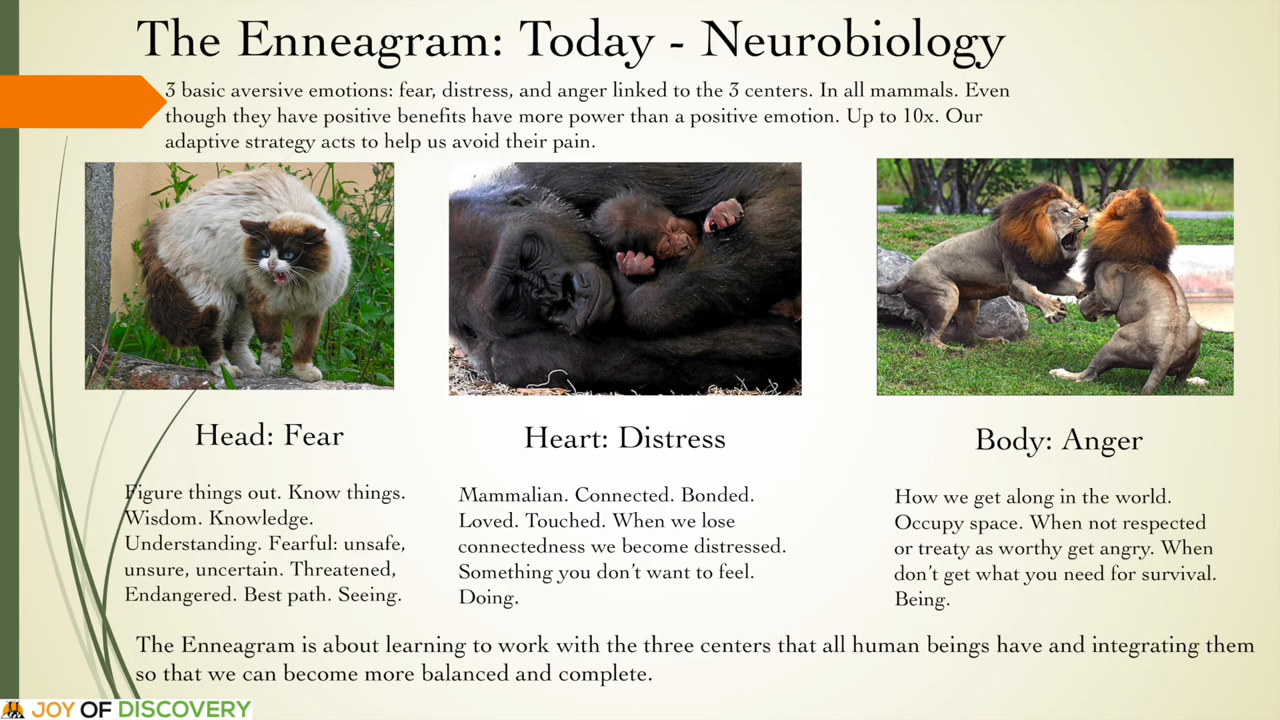 The Enneagram: Today - Neurobiology
3 basic aversive emotions: fear, distress, and anger linked to the 3 centers. In all mammals. Even
though they have positive benefits have more power than a positive emotion. Up to 10x. Our
adaptive strategy acts to help us avoid their pain.
Head: Fear
Figure things out. Know things.
Wisdom. Knowledge.
Understanding. Fearful: unsafe,
unsure, uncertain. Threatened,
Endangered. Best path. Seeing.
Heart: Distress
Mammalian. Connected. Bonded.
Loved. Touched. When we lose
connectedness we become distressed.
Something you don't want to feel.
Doing.
Body: Anger
How we get along in the world.
Occupy space. When not respected
or treaty as worthy get angry. When
don't get what you need for survival.
Being.
The Enneagram is about learning to work with the three centers that all human beings have and integrating them
so that we can become more balanced and complete.
JOY OF DISCOVERY